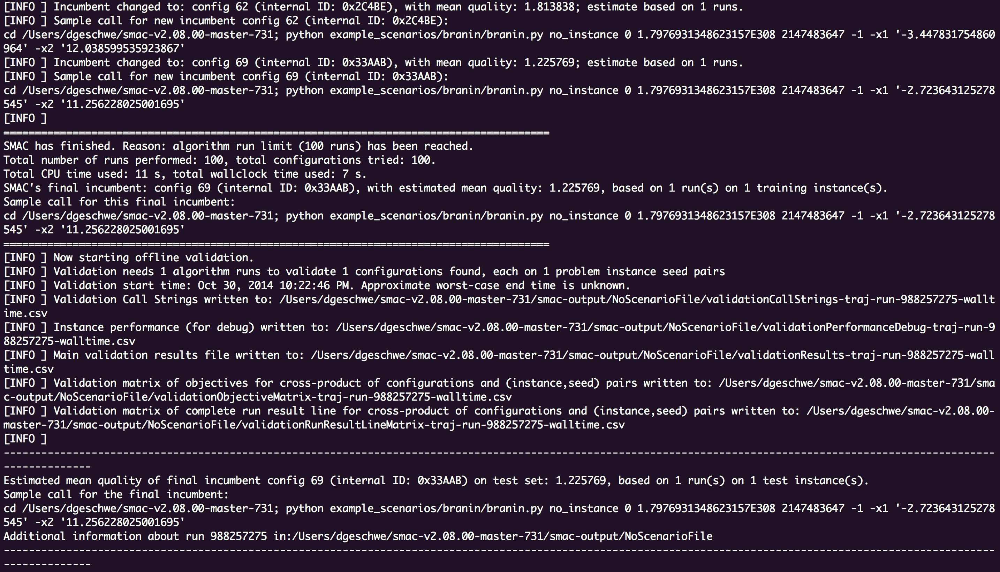 [INFO ] Incumbent changed to: config 62 (internal ID: 0x2C4BE), with mean quality: 1.813838; estimate based on 1 runs.
[INFO ] Sample call for new incumbent config 62 (internal ID: 0x2C4BE):
cd /Users/dgeschwe/smac-v2.08.00-master-731; python example_scenarios/branin/branin.py no_instance 0 1.7976931348623157E308 2147483647 -1 -x1 '-3.447831754860
964' -x2 '12.038599535923867'
[INFO ] Incumbent changed to: config 69 (internal ID: 0x33AAB), with mean quality: 1.225769; estimate based on 1 runs.
[INFO ] Sample call for new incumbent config 69 (internal ID: 0x33AAB):
cd /Users/dgeschwe/smac-v2.08.00-master-731; python example_scenarios/branin/branin.py no_instance 0 1.7976931348623157E308 2147483647 -1 -x1 '-2.723643125278
545' -x2 '11.256228025001695'
[INFO ]
=======================================================================================
SMAC has finished. Reason: algorithm run limit (100 runs) has been reached.
Total number of runs performed: 100, total configurations tried: 100.
Total CPU time used: 11 s, total wallclock time used: 7 s.
SMAC's final incumbent: config 69 (internal ID: 0x33AAB), with estimated mean quality: 1.225769, based on 1 run(s) on 1 training instance(s).
Sample call for this final incumbent:
cd /Users/dgeschwe/smac-v2.08.00-master-731; python example_scenarios/branin/branin.py no_instance 0 1.7976931348623157E308 2147483647 -1 -x1 '-2.723643125278
545' -x2 '11.256228025001695'
=======================================================================================
[INFO ] Now starting offline validation.
[INFO ] Validation needs 1 algorithm runs to validate 1 configurations found, each on 1 problem instance seed pairs
[INFO ] Validation start time: Oct 30, 2014 10:22:46 PM. Approximate worst-case end time is unknown.
[INFO ] Validation Call Strings written to: /Users/dgeschwe/smac-v2.08.00-master-731/smac-output/NoScenarioFile/validationCallStrings-traj-run-988257275-wallt
ime.csv
[INFO ] Instance performance (for debug) written to: /Users/dgeschwe/smac-v2.08.00-master-731/smac-output/NoScenarioFile/validationPerformanceDebug-traj-run-9
88257275-walltime.csv
[INFO ] Main validation results file written to: /Users/dgeschwe/smac-v2.08.00-master-731/smac-output/NoScenarioFile/validationResults-traj-run-988257275-wall
time.csv
[INFO ] Validation matrix of objectives for cross-product of configurations and (instance,seed) pairs written to: /Users/dgeschwe/smac-v2.08.00-master-731/sma
c-output/NoScenarioFile/validationObjectiveMatrix-traj-run-988257275-walltime.csv
[INFO ] Validation matrix of complete run result line for cross-product of configurations and (instance,seed) pairs written to: /Users/dgeschwe/smac-v2.08.00-
master-731/smac-output/NoScenarioFile/validationRunResultLineMatrix-traj-run-988257275-walltime.csv
[INFO ]
--------------------------------------------------------------------------------------------------------------------------------------------------------------
--------------
Estimated mean quality of final incumbent config 69 (internal ID: 0x33AAB) on test set: 1.225769, based on 1 run(s) on 1 test instance(s).
Sample call for the final incumbent:
cd /Users/dgeschwe/smac-v2.08.00-master-731; python example_scenarios/branin/branin.py no_instance 0 1.7976931348623157E308 2147483647 -1 -x1 '-2.723643125278
545' -x2 '11.256228025001695'
Additional information about run 988257275 in:/Users/dgeschwe/smac-v2.08.00-master-731/smac-output/NoScenarioFile
--------------------------------------------------------------------------------------------------------------------------------------------------------------
--------------